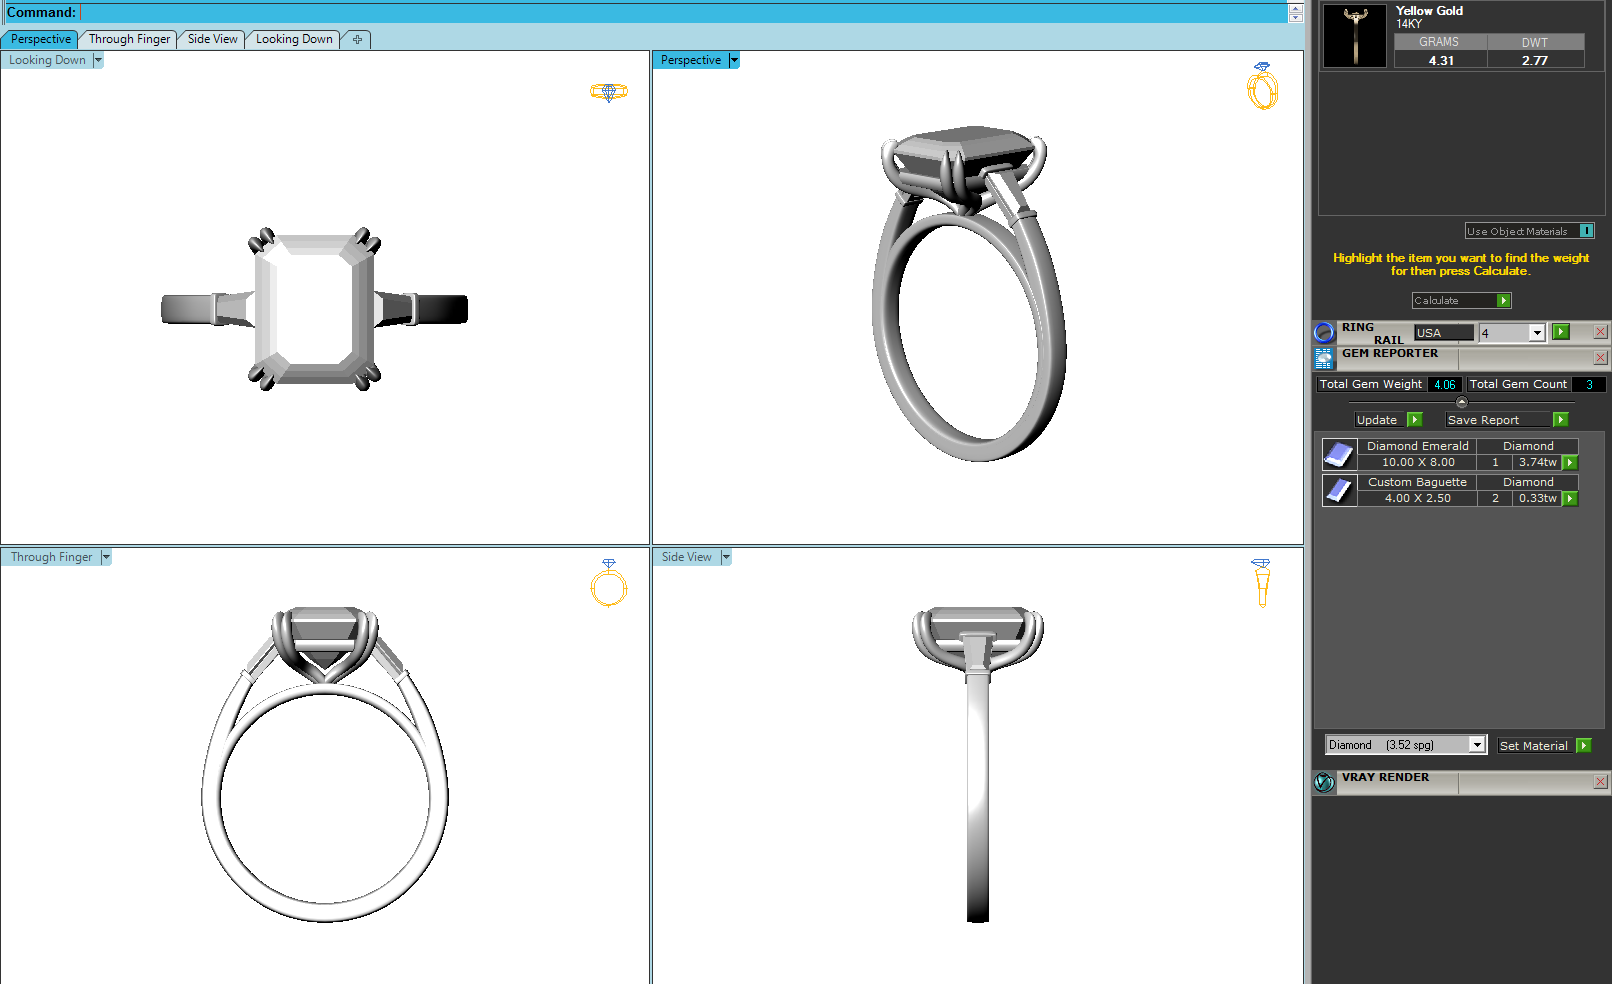 Command:
Perspective
Through Finger
Side View
Looking Down
Looking Down
Perspective
Through Finger
Side View
Yellow Gold
14KY
GRAMS DWT
4.31 2.77
Use Object Materials
Highlight the item you want to find the weight
for then press Calculate.
Calculate
RING
RAIL
USA
4
GEM REPORTER
Total Gem Weight 4.06 Total Gem Count 3
Update Save Report
Diamond Emerald Diamond
10.00 X 8.00 1 3.74tw
Custom Baguette Diamond
4.00 X 2.50 2 0.33tw
Diamond (3.52 spg) Set Material
VRAY RENDER